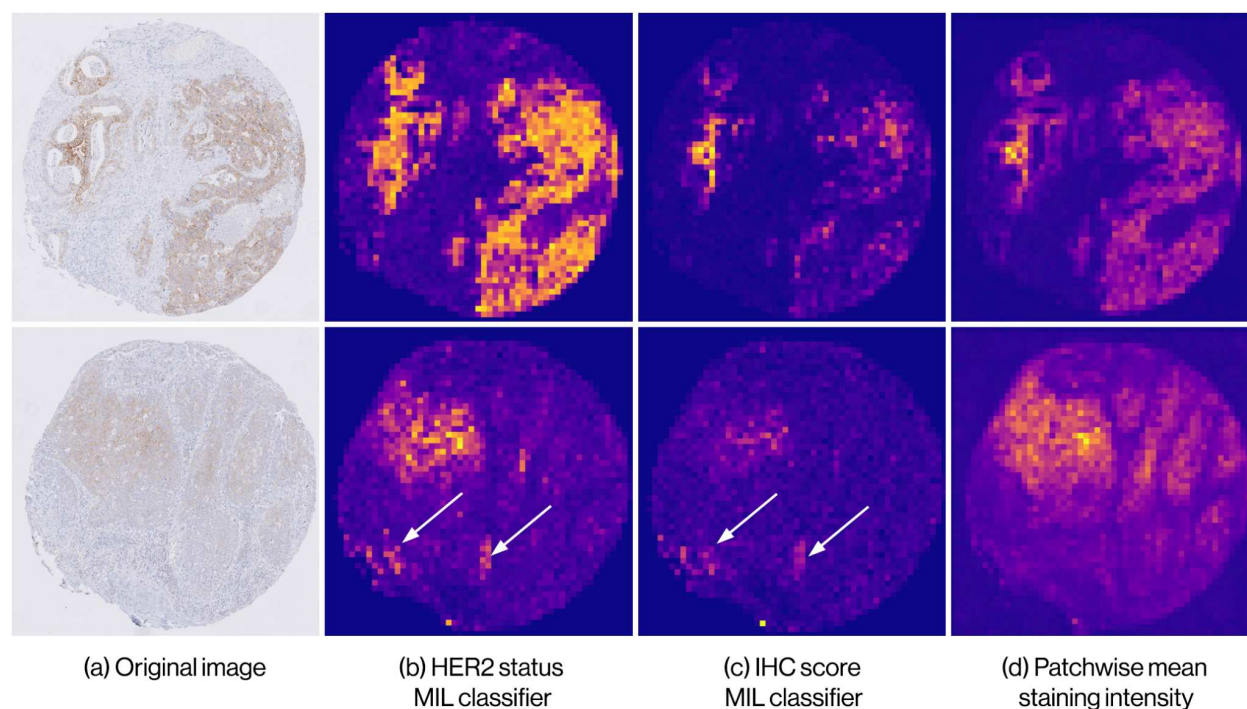 (a) Original image
(b) HER2 status
MIL classifier
(c) IHC score
MIL classifier
(d) Patchwise mean
staining intensity